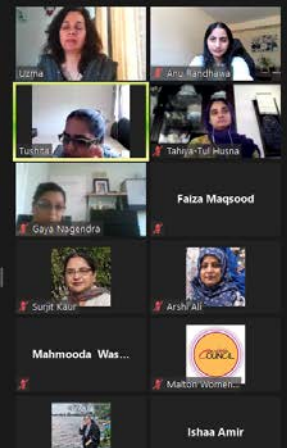 Uzma
Anu Randhawa
Tushita
Tahiya-Tul Husna
Gaya Nagendra
Faiza Maqsood
Surjit Kaur
Arshi Ali
Mahmooda Was...
COUNCIL
Malton Women...
Ishaa Amir